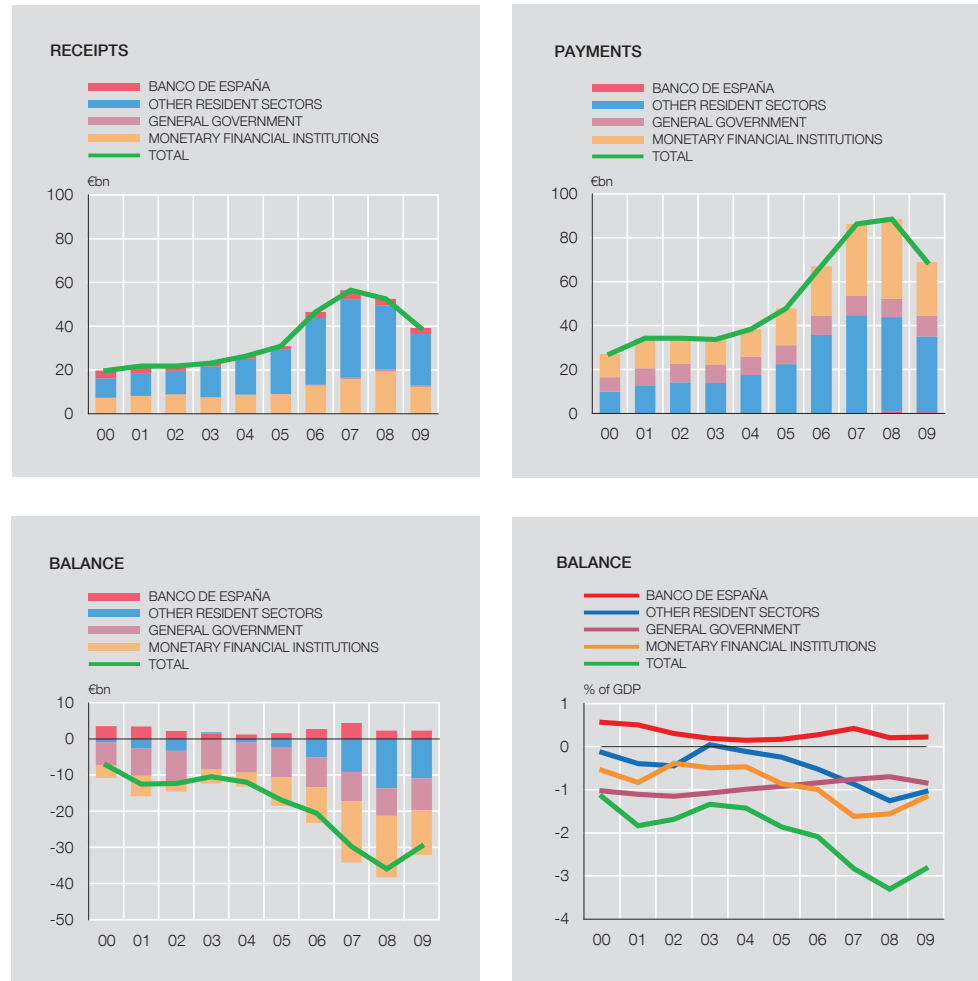 RECEIPTS
BANCO DE ESPAÑA
OTHER RESIDENT SECTORS
GENERAL GOVERNMENT
MONETARY FINANCIAL INSTITUTIONS
TOTAL
€bn
100
80
60
40
20
0
00 01 02 03 04 05 06 07 08 09
PAYMENTS
BANCO DE ESPAÑA
OTHER RESIDENT SECTORS
GENERAL GOVERNMENT
MONETARY FINANCIAL INSTITUTIONS
TOTAL
€bn
100
80
60
40
20
0
00 01 02 03 04 05 06 07 08 09
BALANCE
BANCO DE ESPAÑA
OTHER RESIDENT SECTORS
GENERAL GOVERNMENT
MONETARY FINANCIAL INSTITUTIONS
TOTAL
€bn
10
0
-10
-20
-30
-40
-50
00 01 02 03 04 05 06 07 08 09
BALANCE
BANCO DE ESPAÑA
OTHER RESIDENT SECTORS
GENERAL GOVERNMENT
MONETARY FINANCIAL INSTITUTIONS
TOTAL
% of GDP
1
0
-1
-2
-3
-4
00 01 02 03 04 05 06 07 08 09